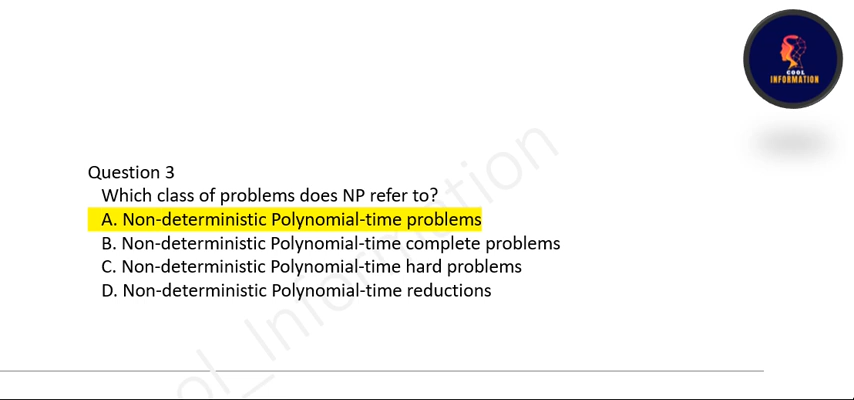 COOL
INFORMATION
Question 3
Which class of problems does NP refer to?
A. Non-deterministic Polynomial-time problems
B. Non-deterministic Polynomial-time complete problems
C. Non-deterministic Polynomial-time hard problems
D. Non-deterministic Polynomial-time reductions
ol_Information